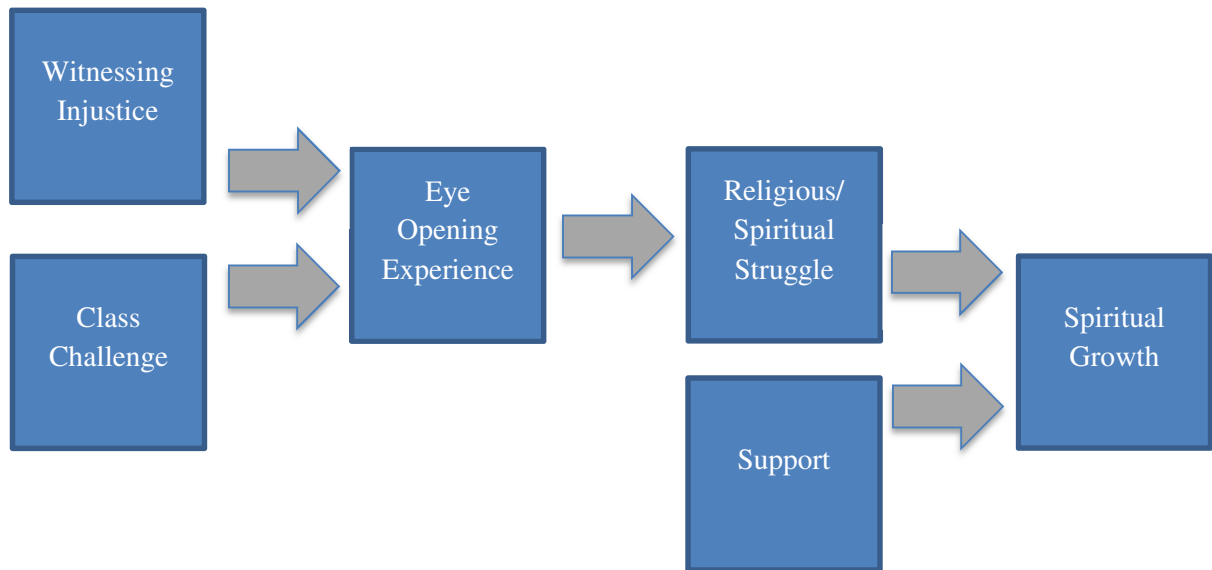 Witnessing
Injustice
Class
Challenge
Eye
Opening
Experience
Religious/
Spiritual
Struggle
Support
Spiritual
Growth